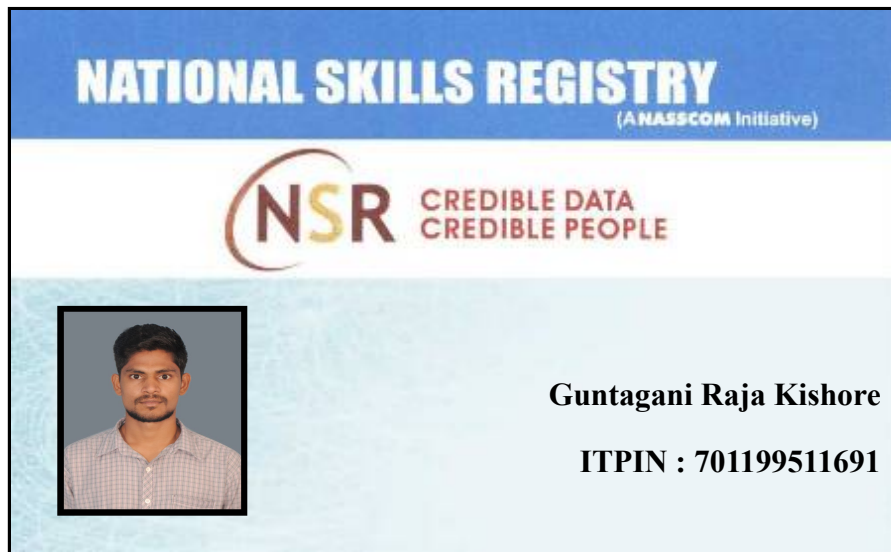 NATIONAL SKILLS REGISTRY
(A NASSCOM Initiative)
NSR
CREDIBLE DATA
CREDIBLE PEOPLE
Guntagani Raja Kishore
ITPIN : 701199511691